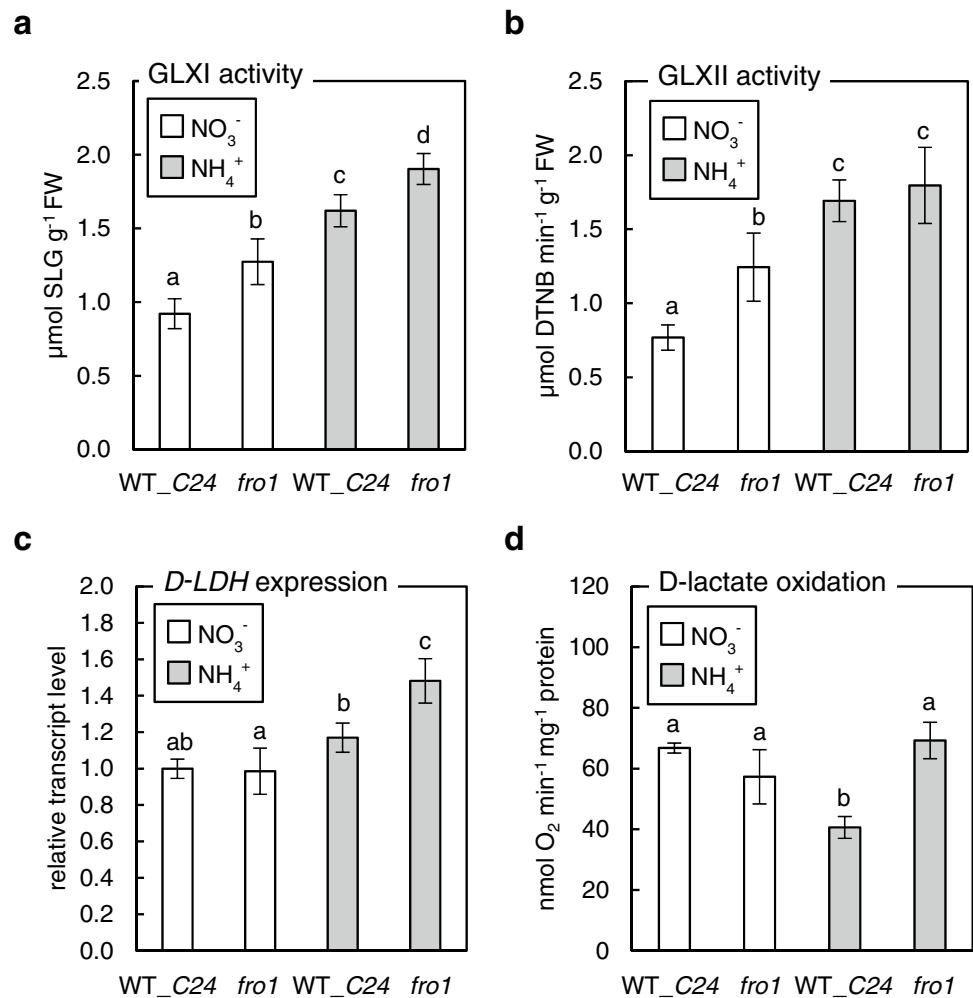 a
GLXI activity
µmol SLG g⁻¹ FW
2.5
2.0
1.5
1.0
0.5
0.0
NO₃⁻
NH₄⁺
a
b
c
d
WT_C24 fro1 WT_C24 fro1
b
GLXII activity
µmol DTNB min⁻¹ g⁻¹ FW
2.5
2.0
1.5
1.0
0.5
0.0
NO₃⁻
NH₄⁺
a
b
c
c
WT_C24 fro1 WT_C24 fro1
c
D-LDH expression
relative transcript level
2.0
1.8
1.6
1.4
1.2
1.0
0.8
0.6
0.4
0.2
0.0
NO₃⁻
NH₄⁺
ab
a
b
c
WT_C24 fro1 WT_C24 fro1
d
D-lactate oxidation
nmol O₂ min⁻¹ mg⁻¹ protein
120
100
80
60
40
20
0
NO₃⁻
NH₄⁺
a
a
b
a
WT_C24 fro1 WT_C24 fro1